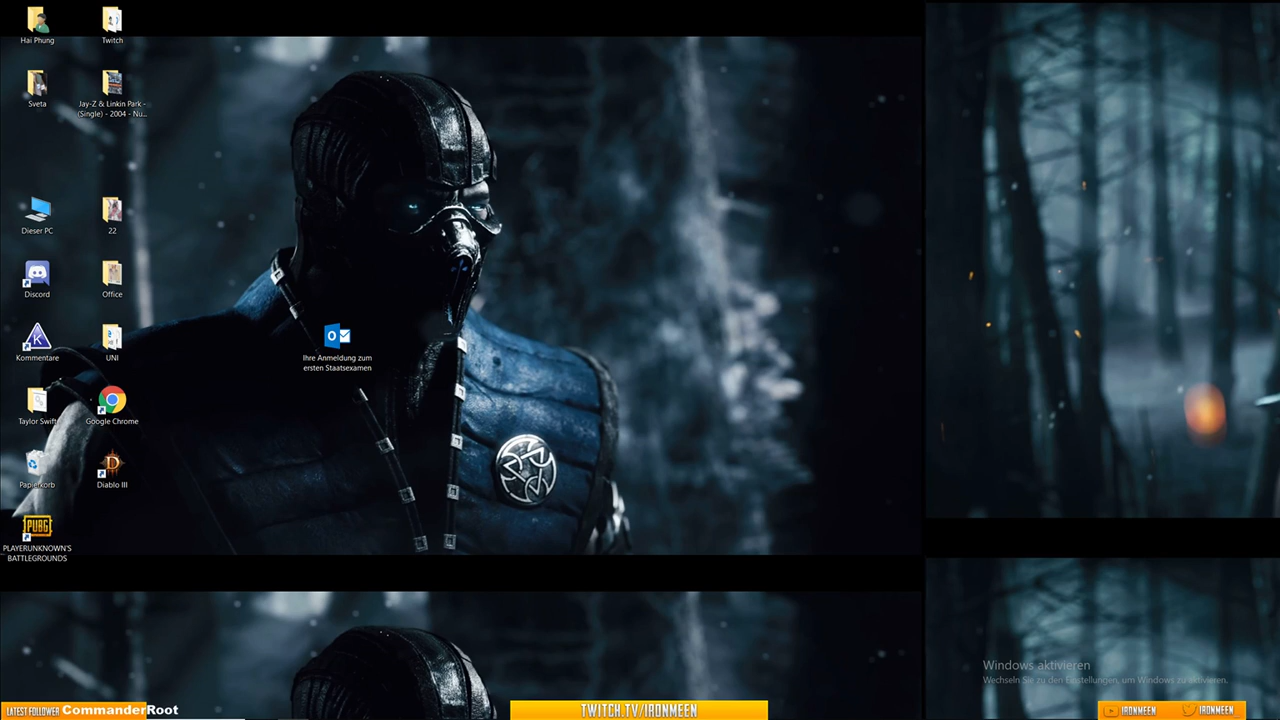 Hai Phung
Twitch
Sveta
Jay-Z & Linkin Park -
(Single) - 2004 - Nu...
Dieser PC
22
Discord
Office
K
Kommentare
UNI
Ihre Anmeldung zum
ersten Staatsexamen
Taylor Swift
Google Chrome
Papierkorb
D
Diablo III
PUBG
PLAYERUNKNOWN'S
BATTLEGROUNDS
Windows aktivieren
Wechseln Sie zu den Einstellungen, um Windows zu aktivieren.
LATEST FOLLOWER CommanderRoot
TWITCH.TV/IRONMEEN
IRONMEEN
IRONMEEN